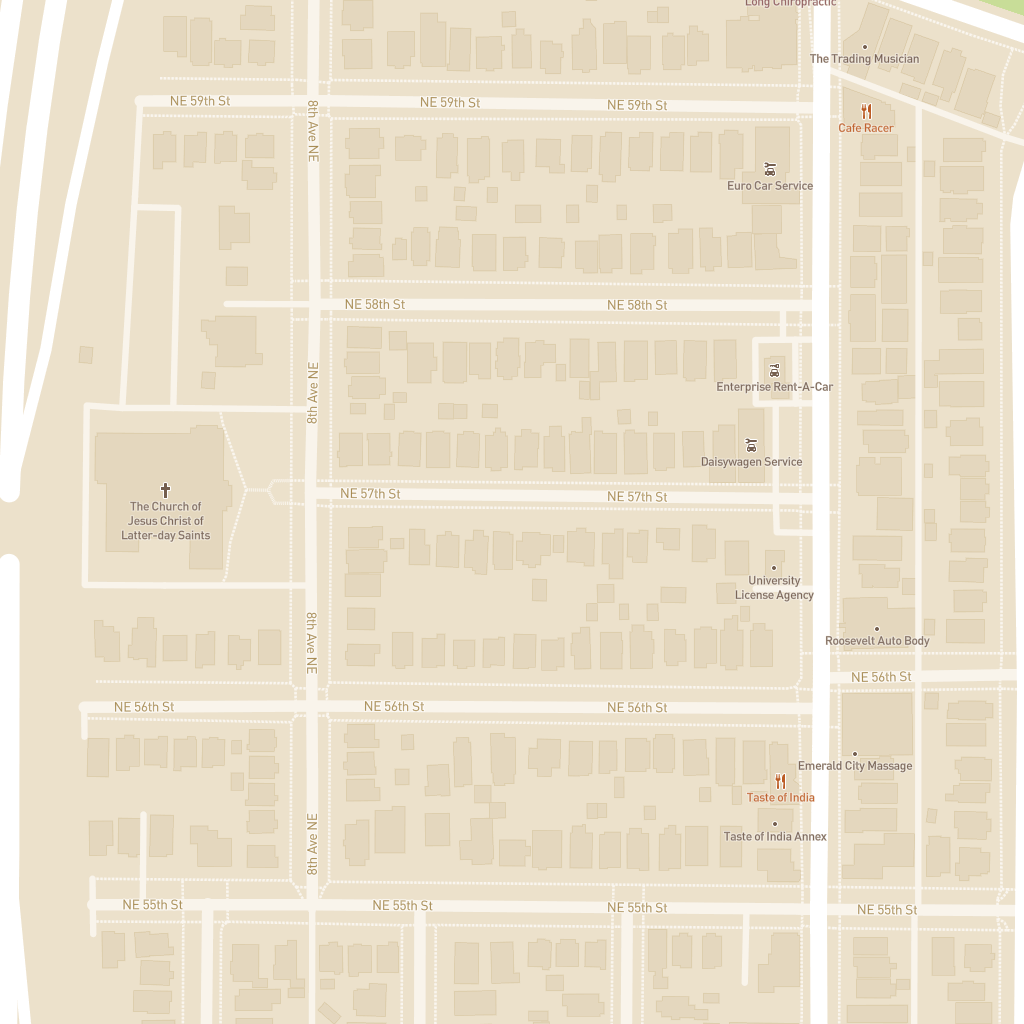 Long Chiropractic
The Trading Musician
NE 59th St
NE 59th St
NE 59th St
8th Ave NE
Cafe Racer
Euro Car Service
NE 58th St
NE 58th St
8th Ave NE
Enterprise Rent-A-Car
Daisywagen Service
NE 57th St
NE 57th St
The Church of
Jesus Christ of
Latter-day Saints
University
License Agency
8th Ave NE
Roosevelt Auto Body
NE 56th St
NE 56th St
NE 56th St
NE 56th St
Emerald City Massage
Taste of India
Taste of India Annex
8th Ave NE
NE 55th St
NE 55th St
NE 55th St
NE 55th St